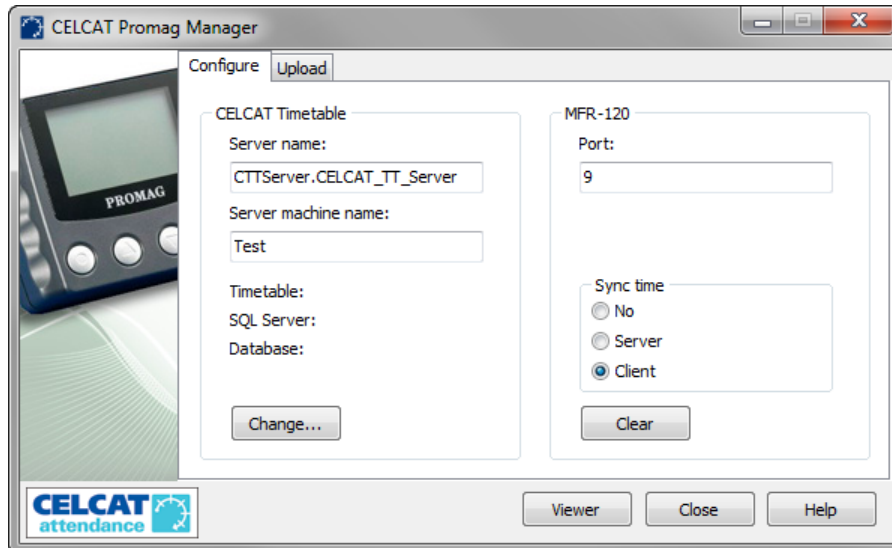 CELCAT Promag Manager
Configure
Upload
PROMAG
CELCAT Timetable
Server name:
CTTServer.CELCAT_TT_Server
Server machine name:
Test
Timetable:
SQL Server:
Database:
Change...
MFR-120
Port:
9
Sync time
No
Server
Client
Clear
CELCAT
attendance
Viewer
Close
Help